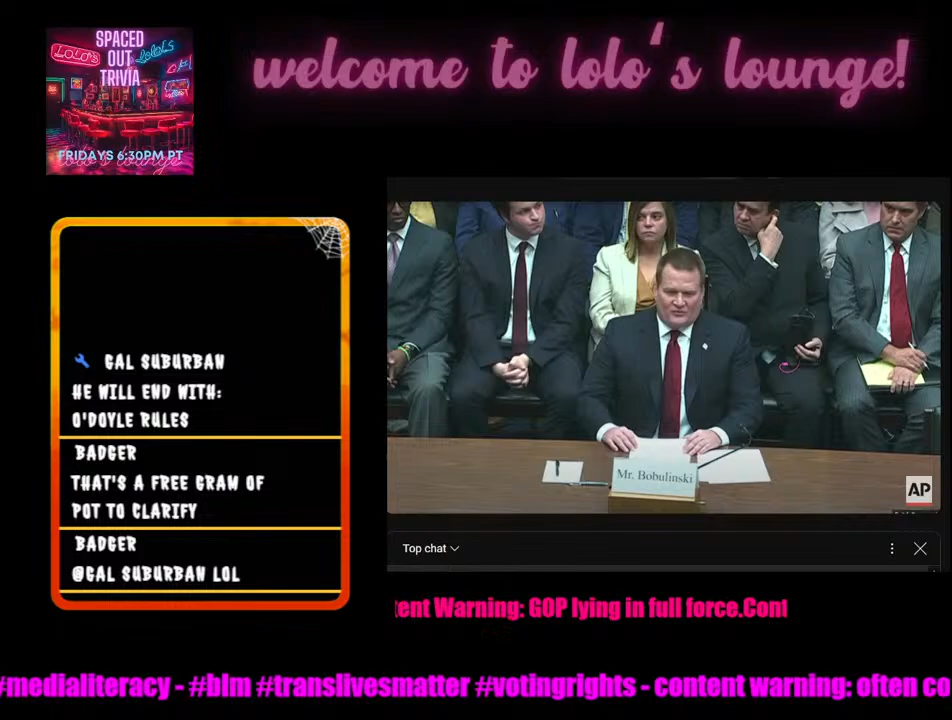 SPACED
OUT
TRIVIA
LOLO'S
FRIDAYS 6:30PM PT
lolo's lounge
welcome to lolo's lounge!
GAL SUBURBAN
HE WILL END WITH:
O'DOYLE RULES
BADGER
THAT'S A FREE GRAM OF
POT TO CLARIFY
BADGER
@GAL SUBURBAN LOL
Mr. Bobulinski
AP
Top chat
tent Warning: GOP lying in full force.Cont
#medialiteracy - #blm #translivesmatter #votingrights - content warning: often co